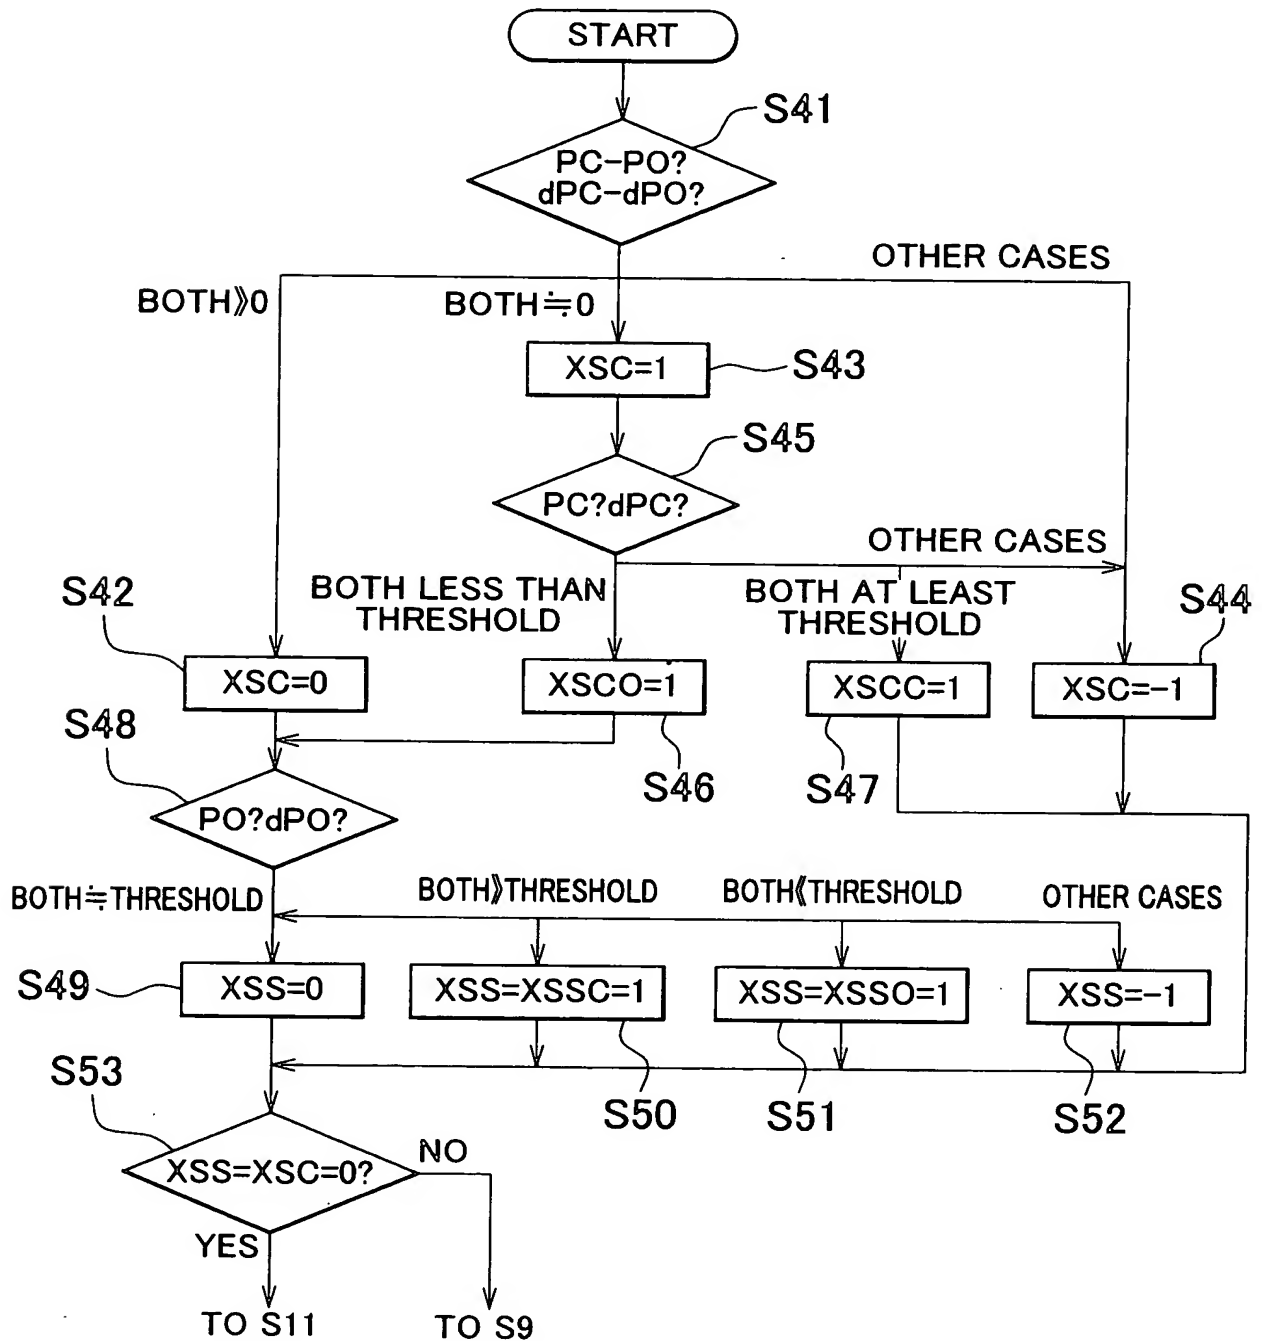 START
S41
PC-PO?
dPC-dPO?
OTHER CASES
BOTH》0
BOTH≒0
XSC=1
S43
S45
PC?dPC?
OTHER CASES
BOTH LESS THAN
THRESHOLD
BOTH AT LEAST
THRESHOLD
S42
S44
XSC=0
XSCO=1
XSCC=1
XSC=-1
S48
S46
S47
PO?dPO?
BOTH≒THRESHOLD
BOTH》THRESHOLD
BOTH《THRESHOLD
OTHER CASES
S49
XSS=0
XSS=XSSC=1
XSS=XSSO=1
XSS=-1
S53
S50
S51
S52
XSS=XSC=0?
NO
YES
TO S11
TO S9